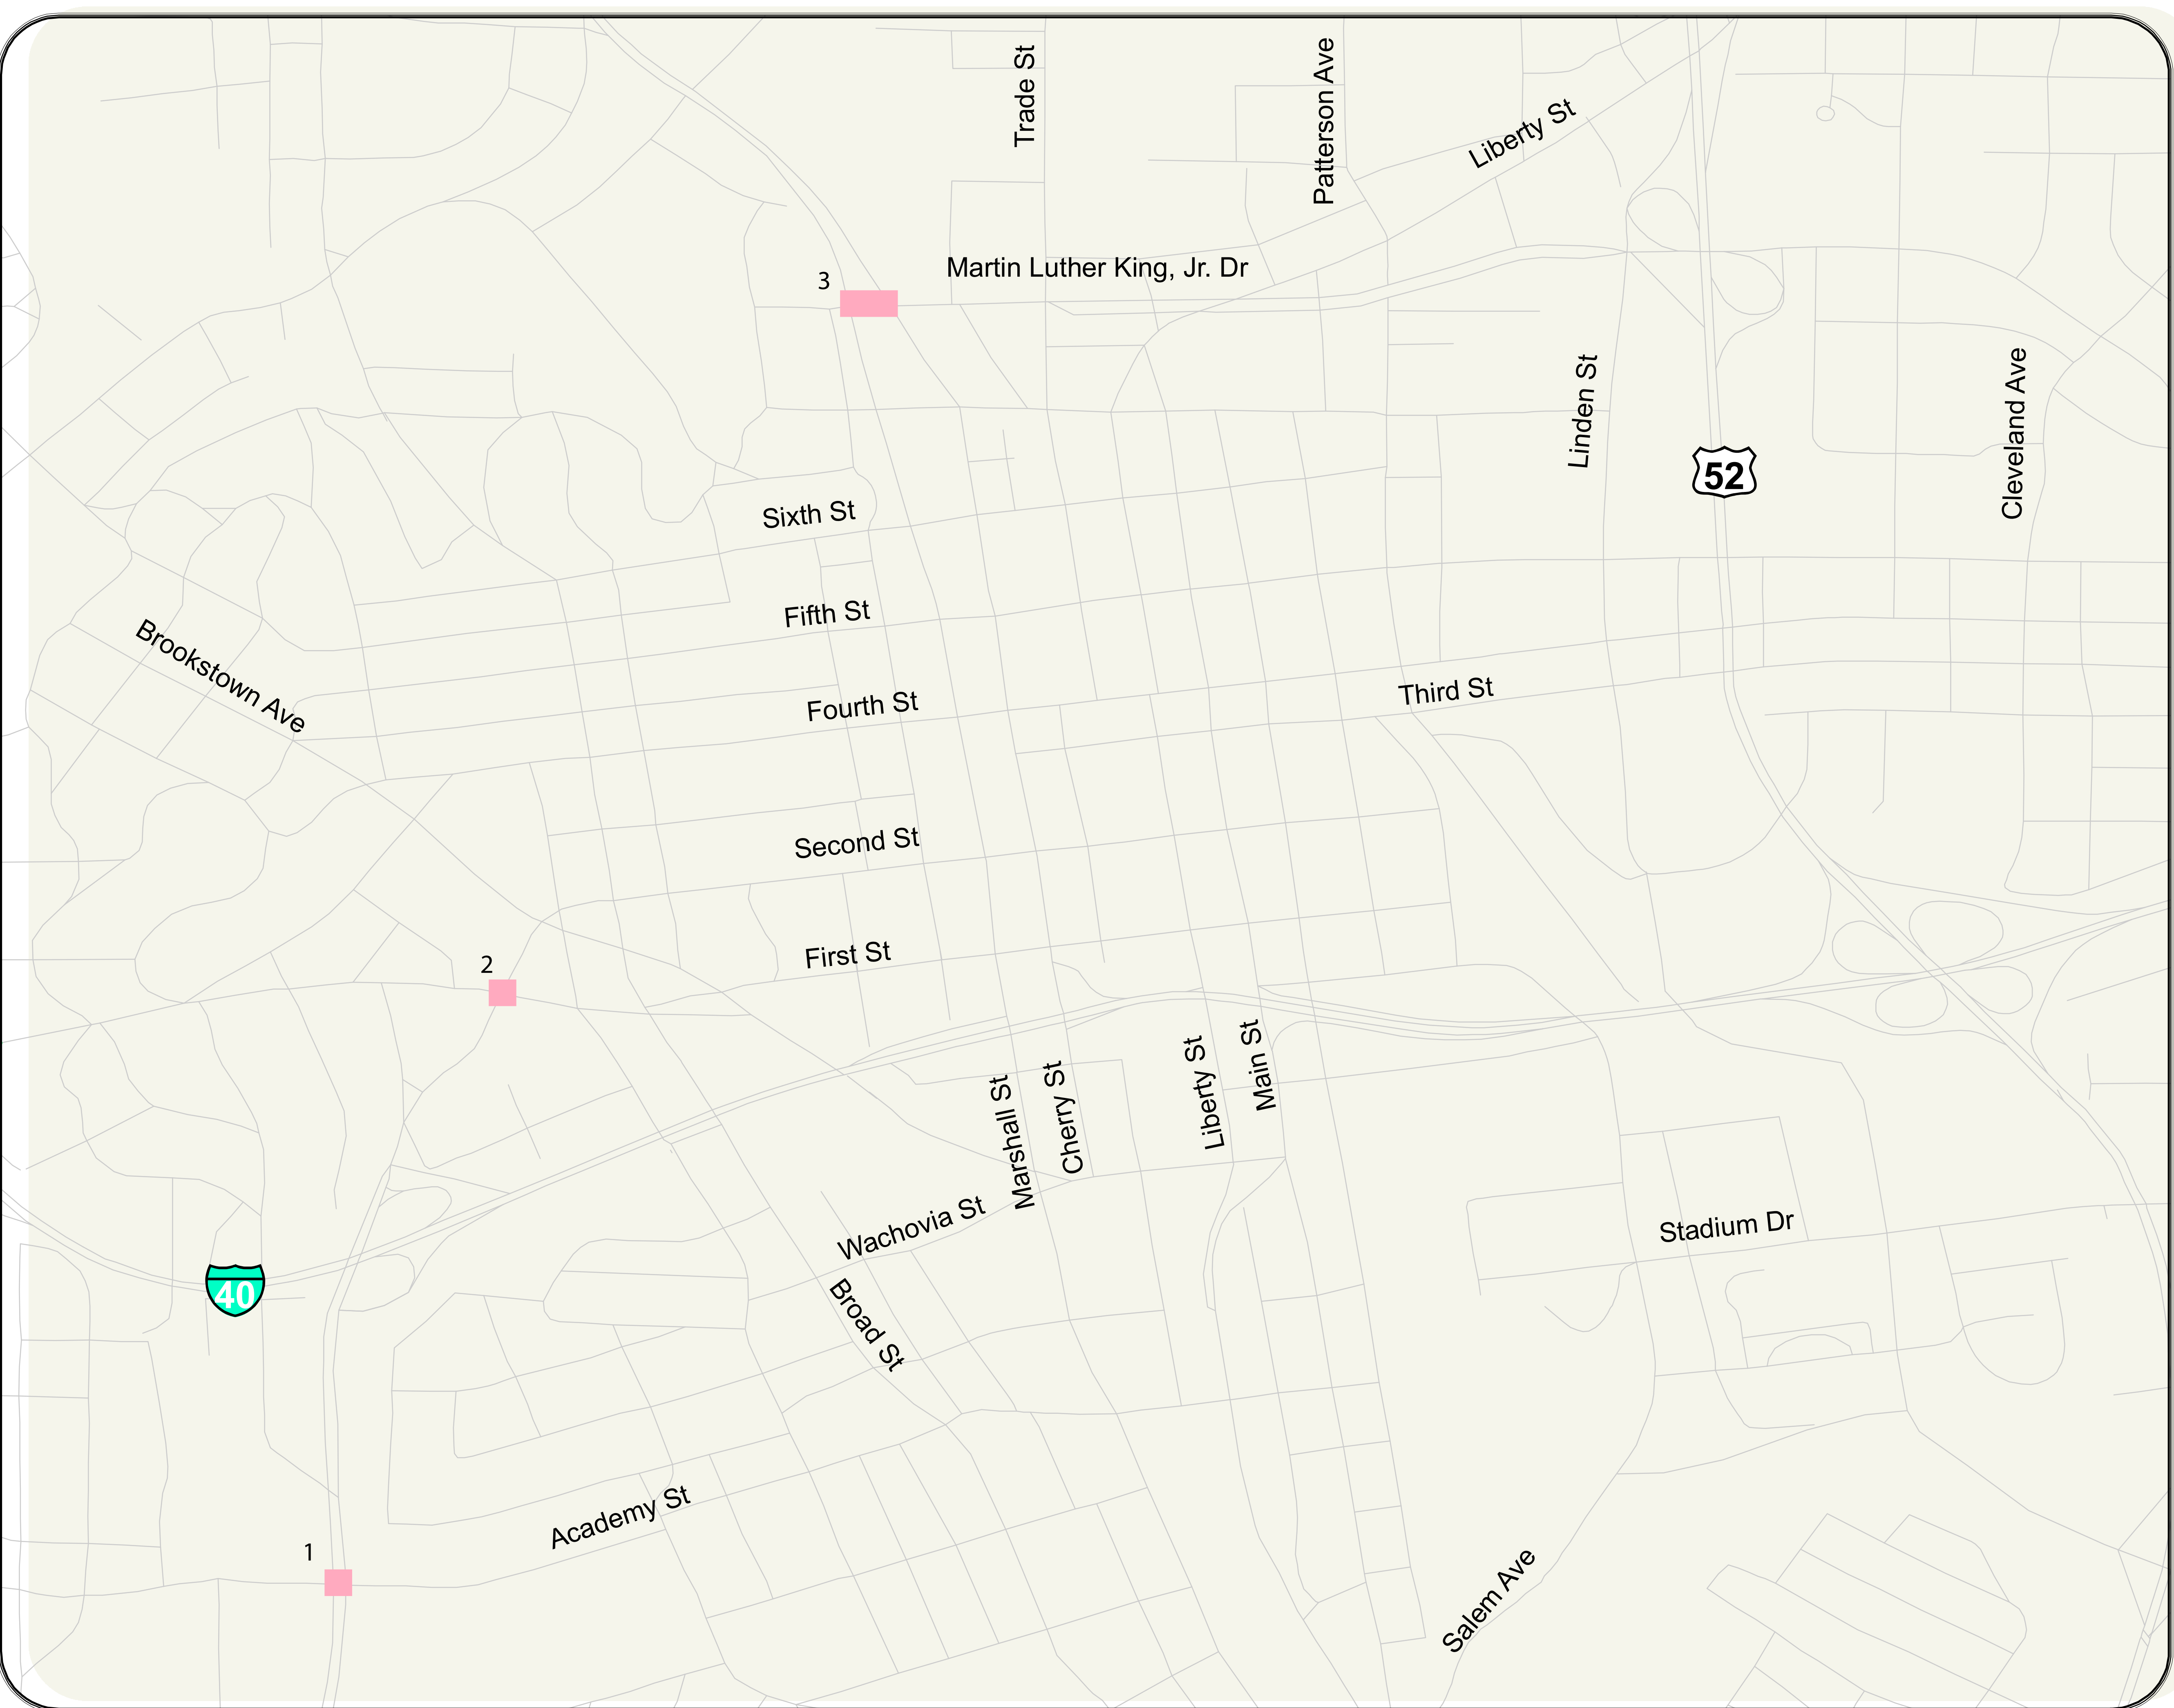 Trade St
Patterson Ave
Liberty St
Martin Luther King, Jr. Dr
3
Linden St
Cleveland Ave
52
Sixth St
Fifth St
Brookstown Ave
Fourth St
Third St
Second St
First St
2
Liberty St
Main St
Marshall St
Cherry St
Wachovia St
Stadium Dr
40
Broad St
Academy St
1
Salem Ave